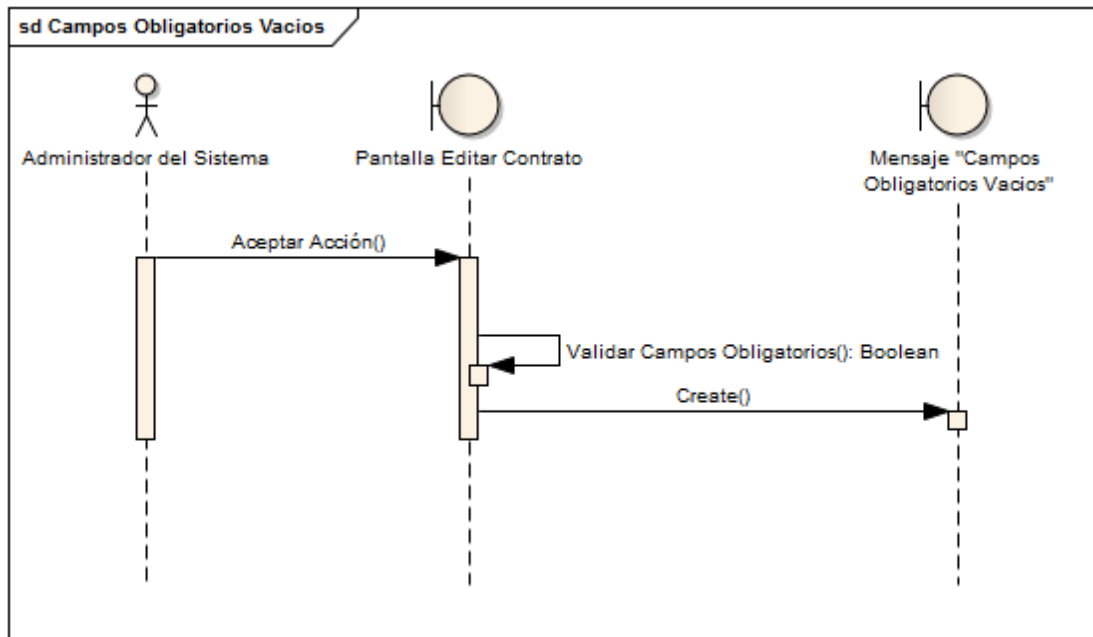 sd Campos Obligatorios Vacios
Administrador del Sistema
Pantalla Editar Contrato
Mensaje "Campos
Obligatorios Vacios"
Aceptar Acción()
Validar Campos Obligatorios(): Boolean
Create()